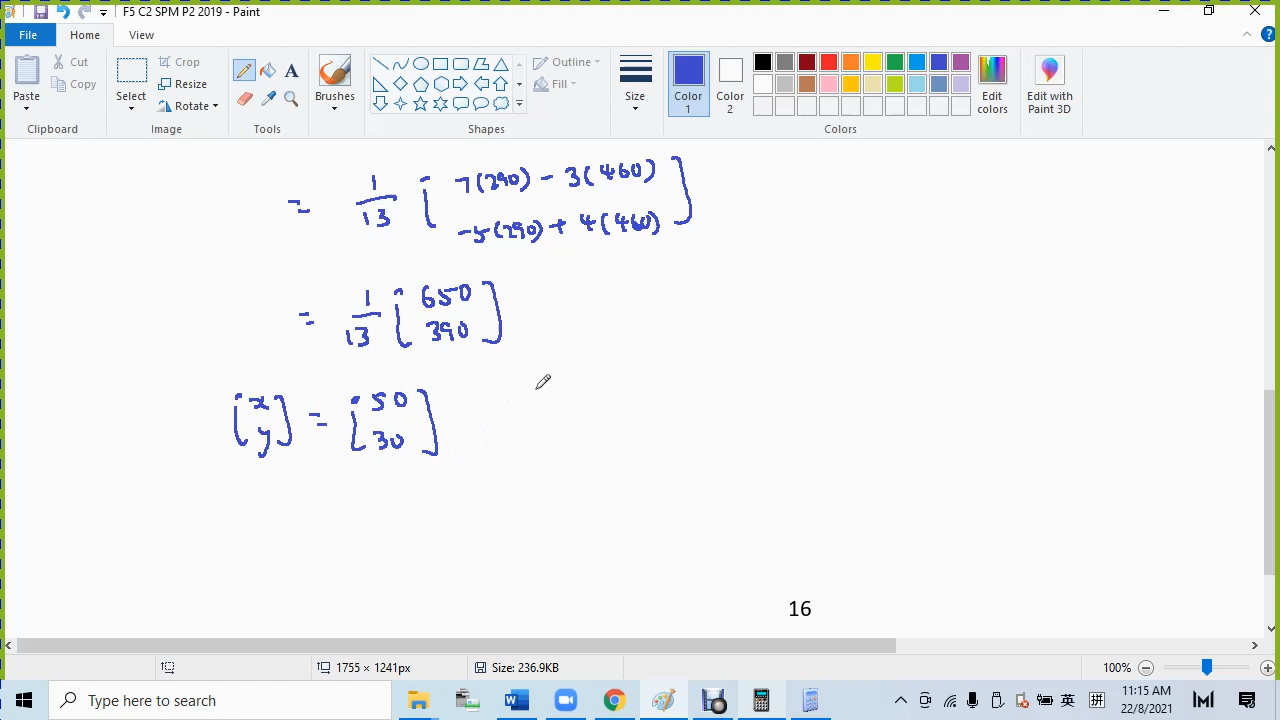 F5 C2 SPM P2 2019 - Paint
File Home View
Paste
Cut
Copy
Clipboard
Select
Crop
Resize
Rotate
Image
Tools
Brushes
Outline
Fill
Shapes
Size
Color 1
Color 2
Edit colors
Edit with Paint 3D
Colors
= 1/13 [ 7(290) - 3(460)
-5(290) + 4(460) ]
= 1/13 [ 650
390 ]
[ x
y ] = [ 50
30 ]
16
1755 × 1241px
Size: 236.9KB
100%
Type here to search
英
拼
11:15 AM
22/8/2021